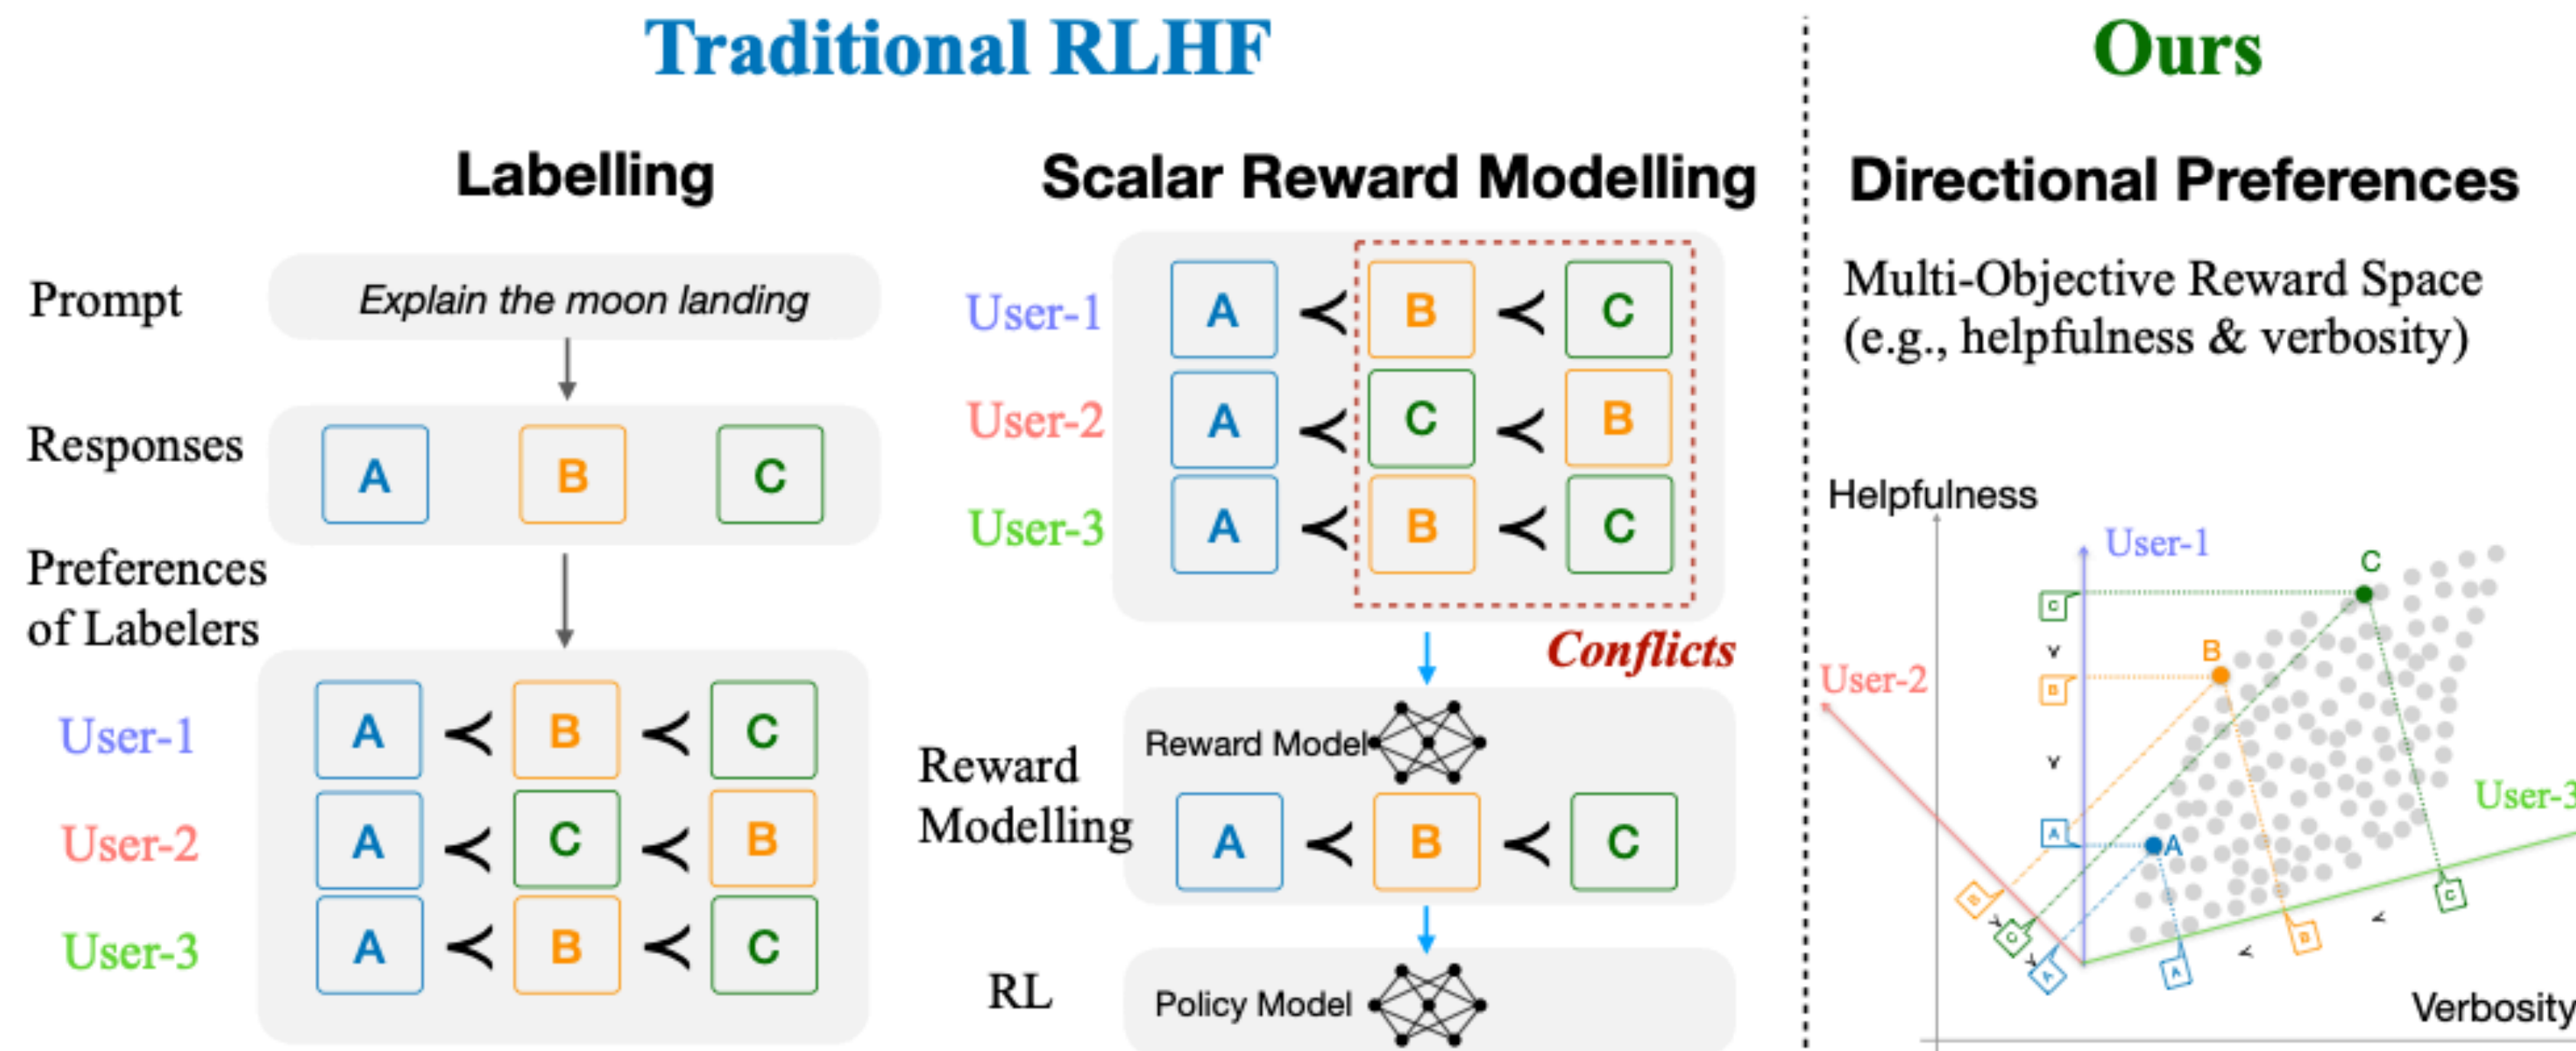 Traditional RLHF
Ours
Labelling
Scalar Reward Modelling
Directional Preferences
Prompt
Explain the moon landing
Responses
A B C
Preferences
of Labelers
User-1 A ≺ B ≺ C
User-2 A ≺ C ≺ B
User-3 A ≺ B ≺ C
User-1 A ≺ B ≺ C
User-2 A ≺ C ≺ B
User-3 A ≺ B ≺ C
Conflicts
Reward
Modelling
Reward Model
A ≺ B ≺ C
RL
Policy Model
Multi-Objective Reward Space
(e.g., helpfulness & verbosity)
Helpfulness
User-1
C
C
B
User-2
B
User-3
A
A
B
C
C
B
A
A
Verbosity